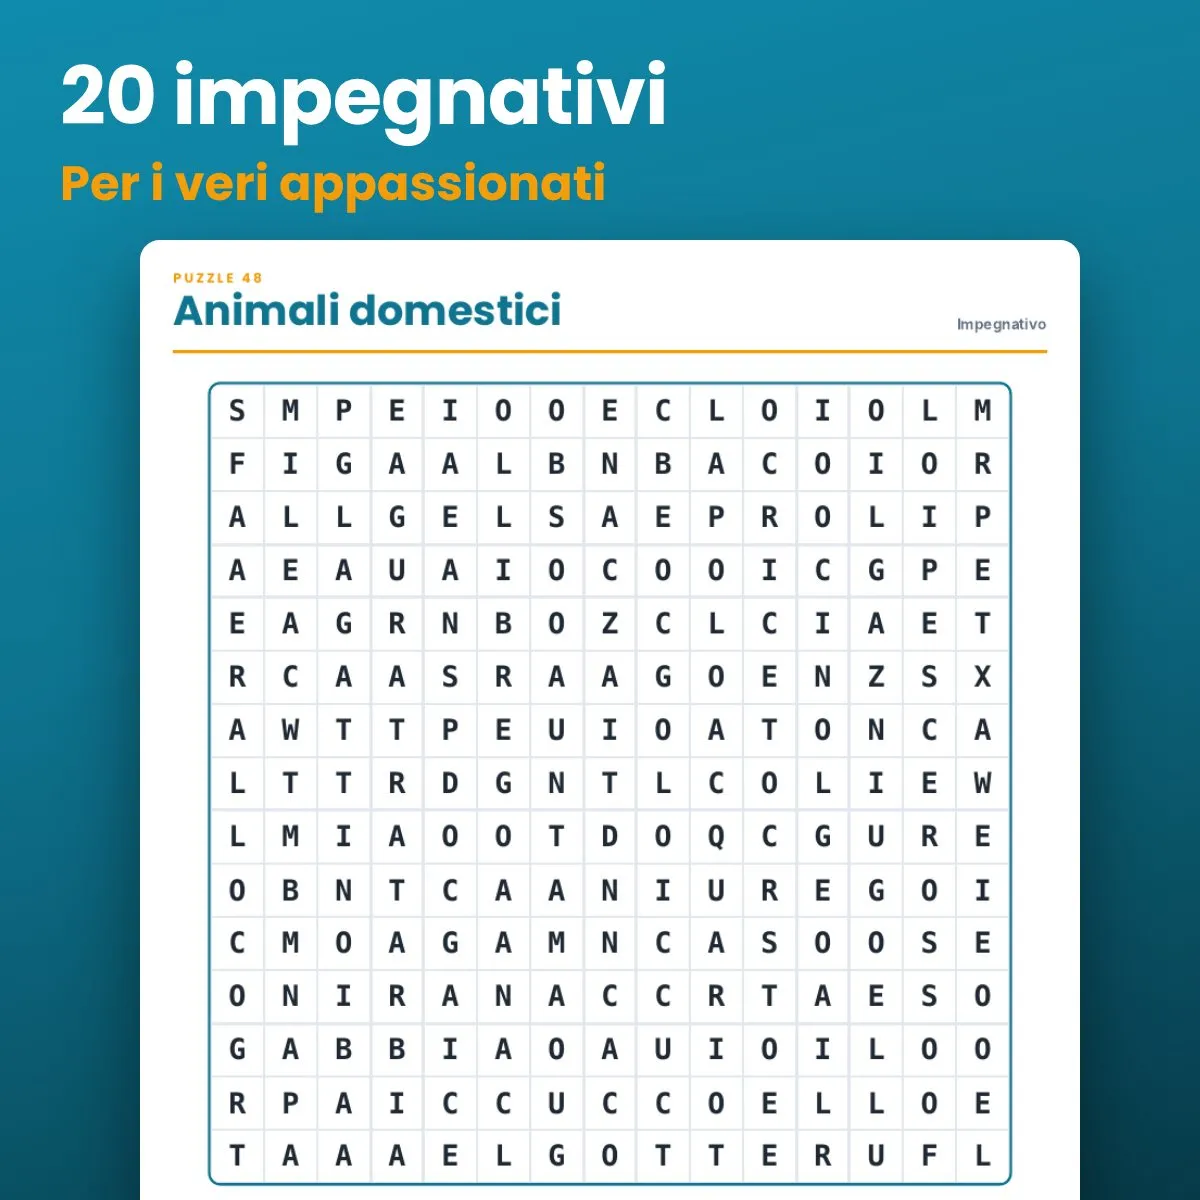 20 impegnativi
Per i veri appassionati
PUZZLE 48
Animali domestici
Impegnativo
S M P E I O O E C L O I O L M
F I G A A L B N B A C O I O R
A L L G E L S A E P R O L I P
A E A U A I O C O O I C G P E
E A G R N B O Z C L C I A E T
R C A A S R A A G O E N Z S X
A W T T P E U I O A T O N C A
L T T R D G N T L C O L I E W
L M I A O O T D O Q C G U R E
O B N T C A A N I U R E G O I
C M O A G A M N C A S O O S E
O N I R A N A C C R T A E S O
G A B B I A O A U I O I L O O
R P A I C C U C C O E L L O E
T A A A E L G O T T E R U F L